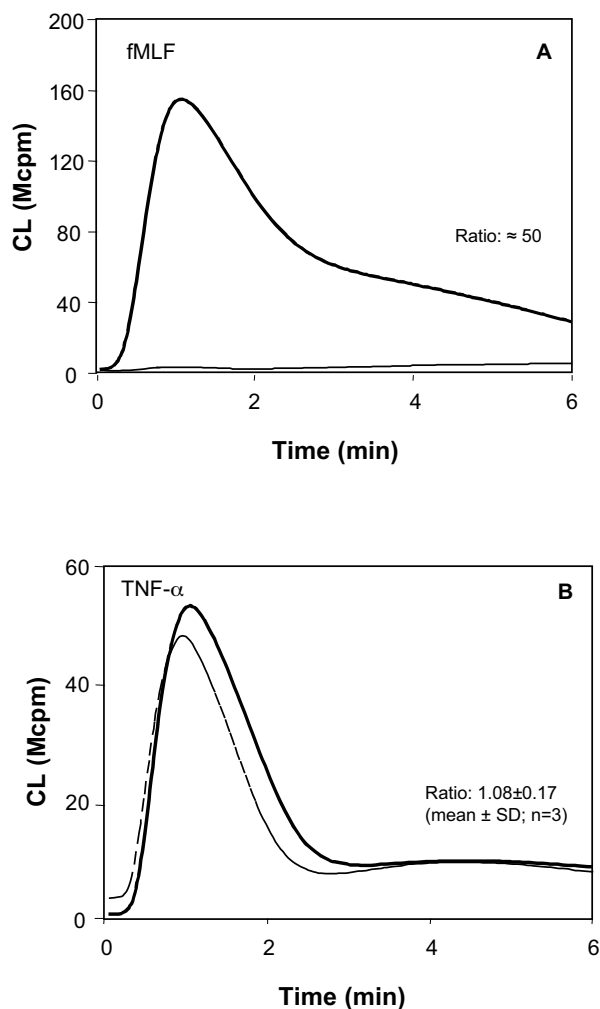 fMLF
A
200
160
120
80
40
0
CL (Mcpm)
Ratio: ≈ 50
0 2 4 6
Time (min)
TNF-α
B
60
40
20
0
CL (Mcpm)
Ratio: 1.08±0.17
(mean ± SD; n=3)
0 2 4 6
Time (min)